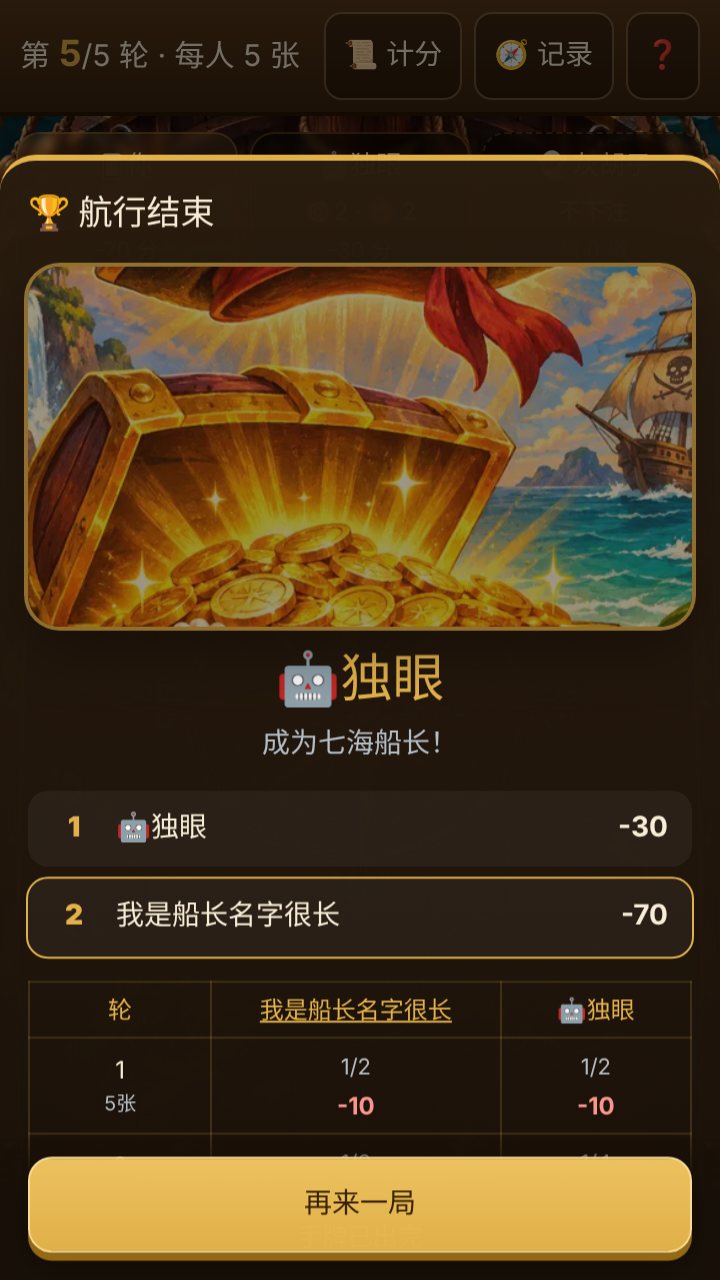 第 5/5 轮 · 每人 5 张
📜 计分
🧭 记录
❓
🏆 航行结束
🤖独眼
成为七海船长！
1 🤖独眼 -30
2 我是船长名字很长 -70
轮 我是船长名字很长 🤖独眼
1 1/2 1/2
5张 -10 -10
再来一局